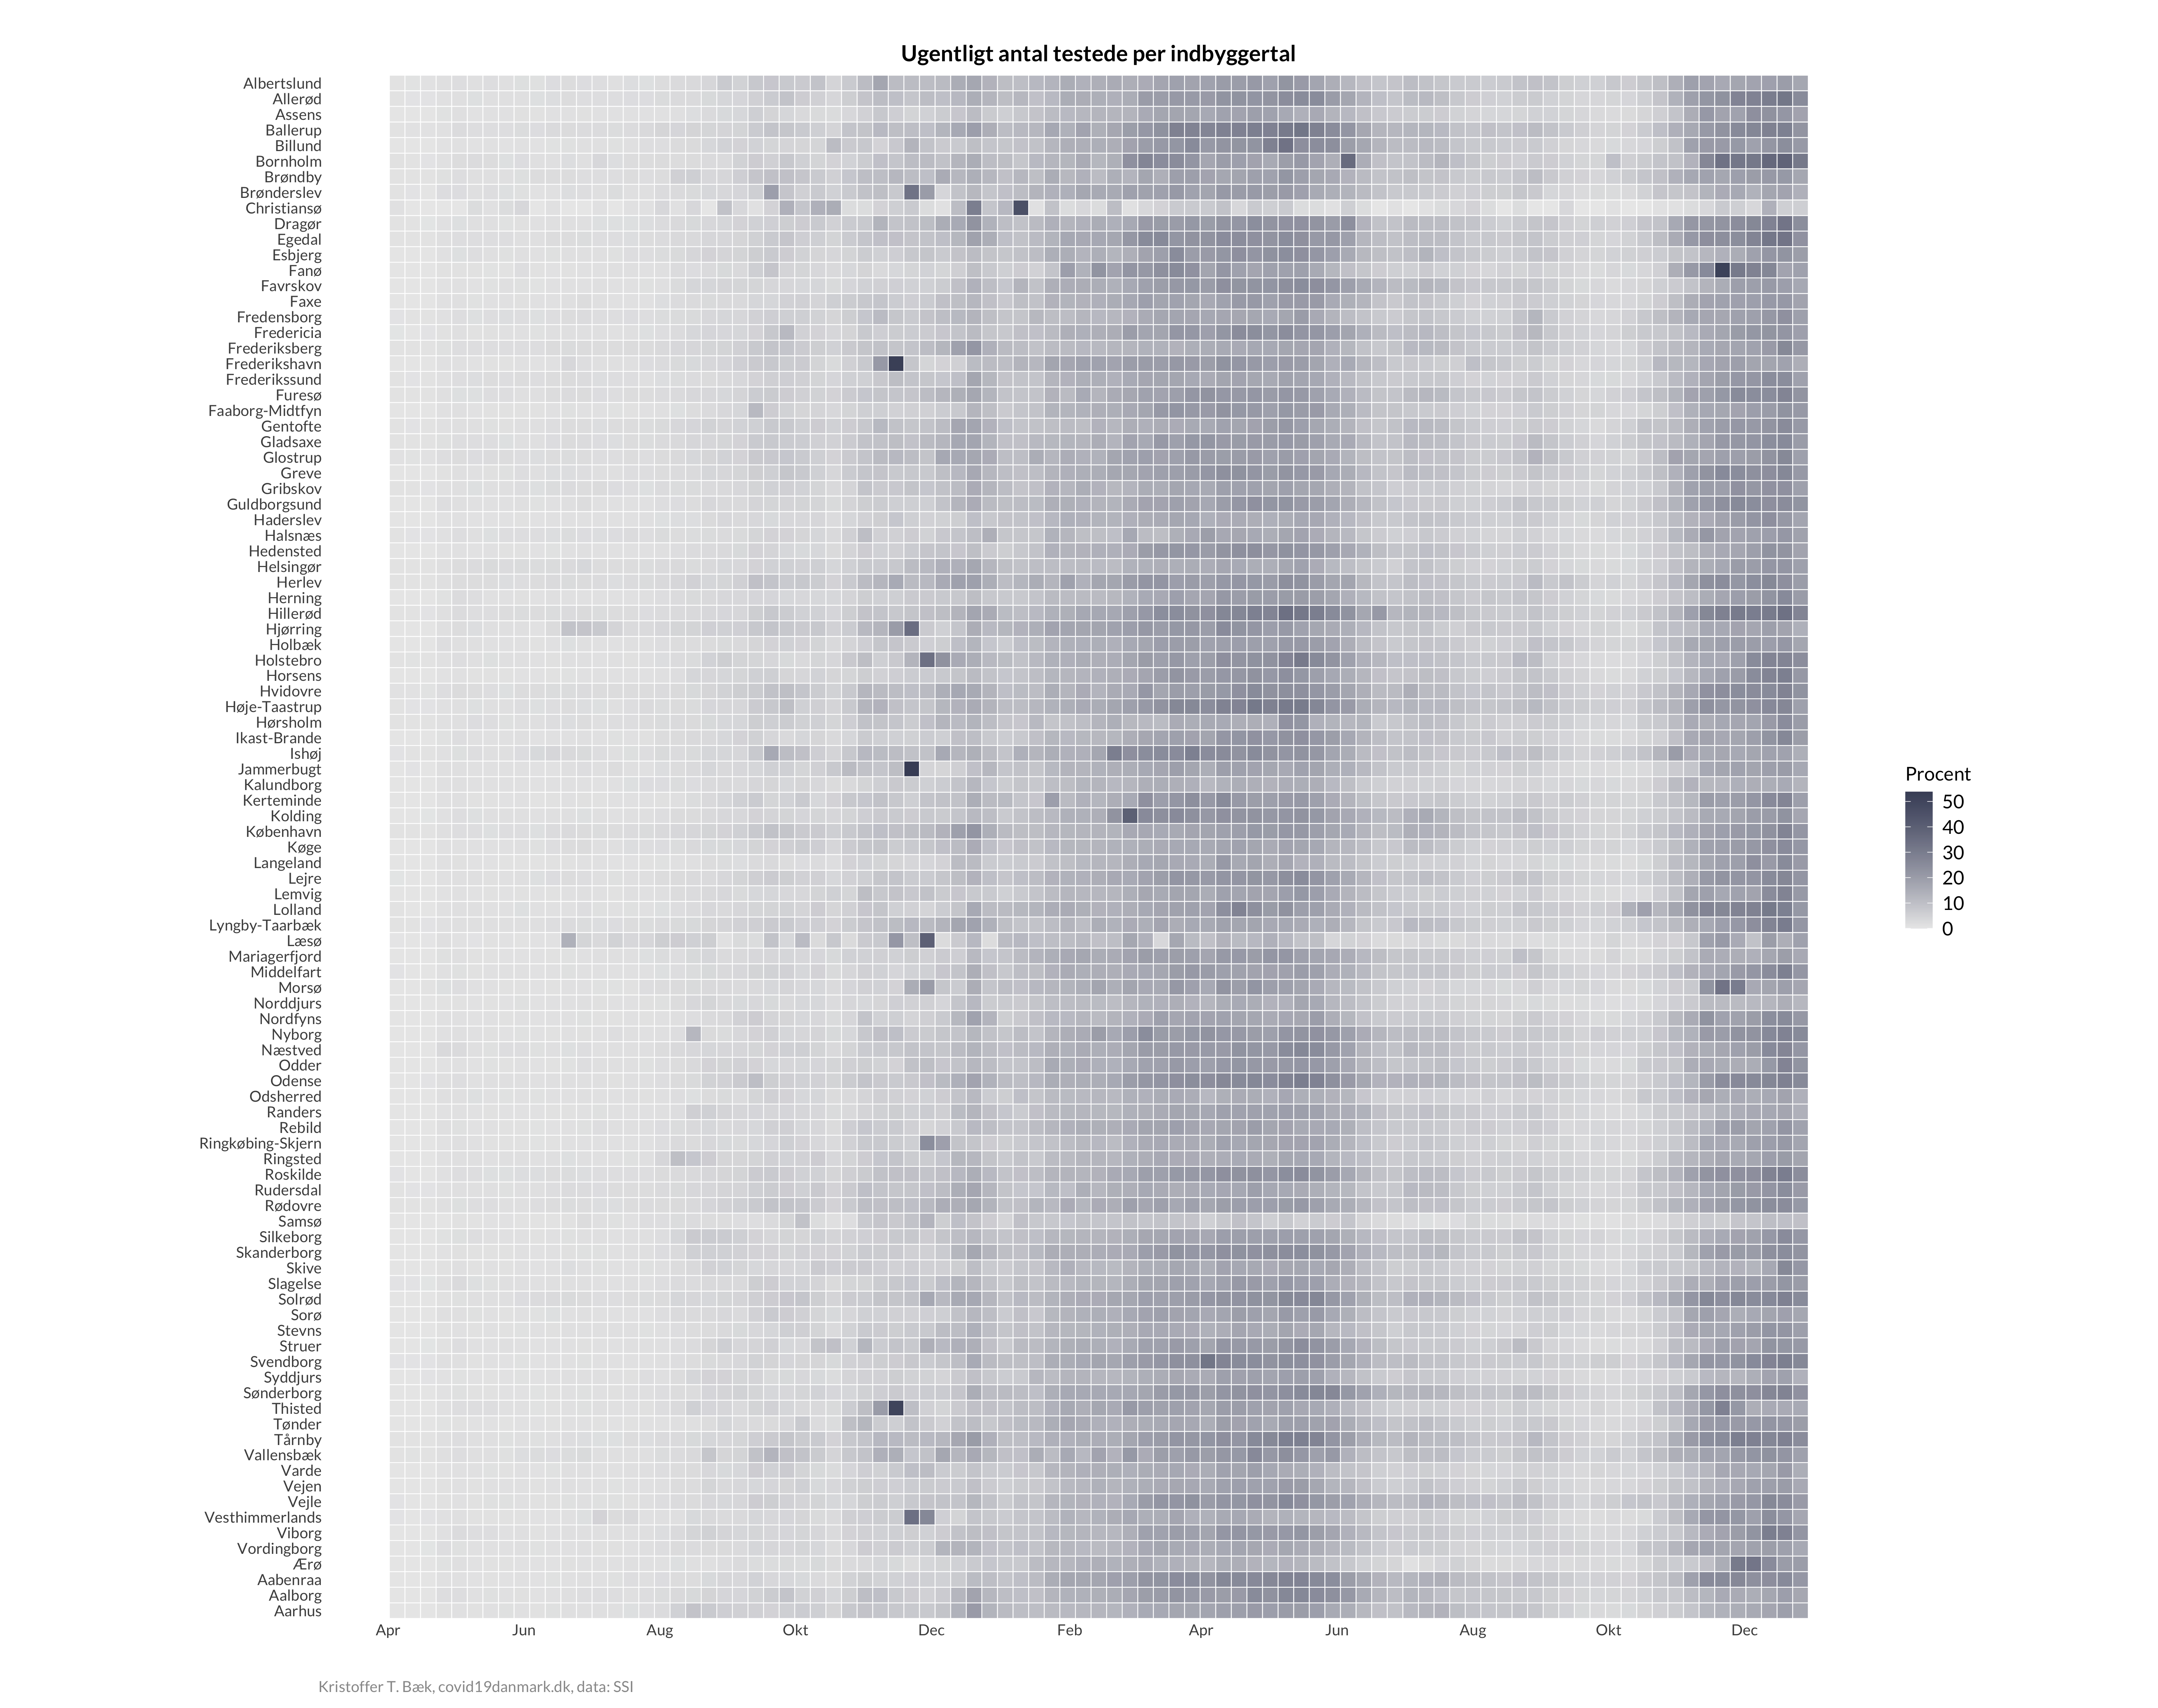 Ugentligt antal testede per indbyggertal
Albertslund
Allerød
Assens
Ballerup
Billund
Bornholm
Brøndby
Brønderslev
Christiansø
Dragør
Egedal
Esbjerg
Fanø
Favrskov
Faxe
Fredensborg
Fredericia
Frederiksberg
Frederikshavn
Frederikssund
Furesø
Faaborg-Midtfyn
Gentofte
Gladsaxe
Glostrup
Greve
Gribskov
Guldborgsund
Haderslev
Halsnæs
Hedensted
Helsingør
Herlev
Herning
Hillerød
Hjørring
Holbæk
Holstebro
Horsens
Hvidovre
Høje-Taastrup
Hørsholm
Ikast-Brande
Ishøj
Jammerbugt
Kalundborg
Kerteminde
Kolding
København
Køge
Langeland
Lejre
Lemvig
Lolland
Lyngby-Taarbæk
Læsø
Mariagerfjord
Middelfart
Morsø
Norddjurs
Nordfyns
Nyborg
Næstved
Odder
Odense
Odsherred
Randers
Rebild
Ringkøbing-Skjern
Ringsted
Roskilde
Rudersdal
Rødovre
Samsø
Silkeborg
Skanderborg
Skive
Slagelse
Solrød
Sorø
Stevns
Struer
Svendborg
Syddjurs
Sønderborg
Thisted
Tønder
Tårnby
Vallensbæk
Varde
Vejen
Vejle
Vesthimmerlands
Viborg
Vordingborg
Ærø
Aabenraa
Aalborg
Aarhus
Apr Jun Aug Okt Dec Feb Apr Jun Aug Okt Dec
Procent
50
40
30
20
10
0
Kristoffer T. Bæk, covid19danmark.dk, data: SSI